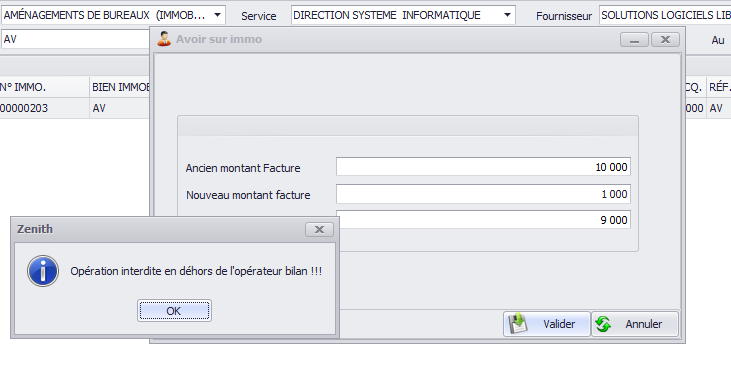 AMÉNAGEMENTS DE BUREAUX (IMMOB... Service DIRECTION SYSTEME INFORMATIQUE Fournisseur SOLUTIONS LOGICIELS LIB
AV Au
Avoir sur immo
N° IMMO. BIEN IMMOB CQ. RÉF.
00000203 AV 000 AV
Ancien montant Facture 10 000
Nouveau montant facture 1 000
9 000
Zenith
Opération interdite en déhors de l'opérateur bilan !!!
OK
Valider Annuler